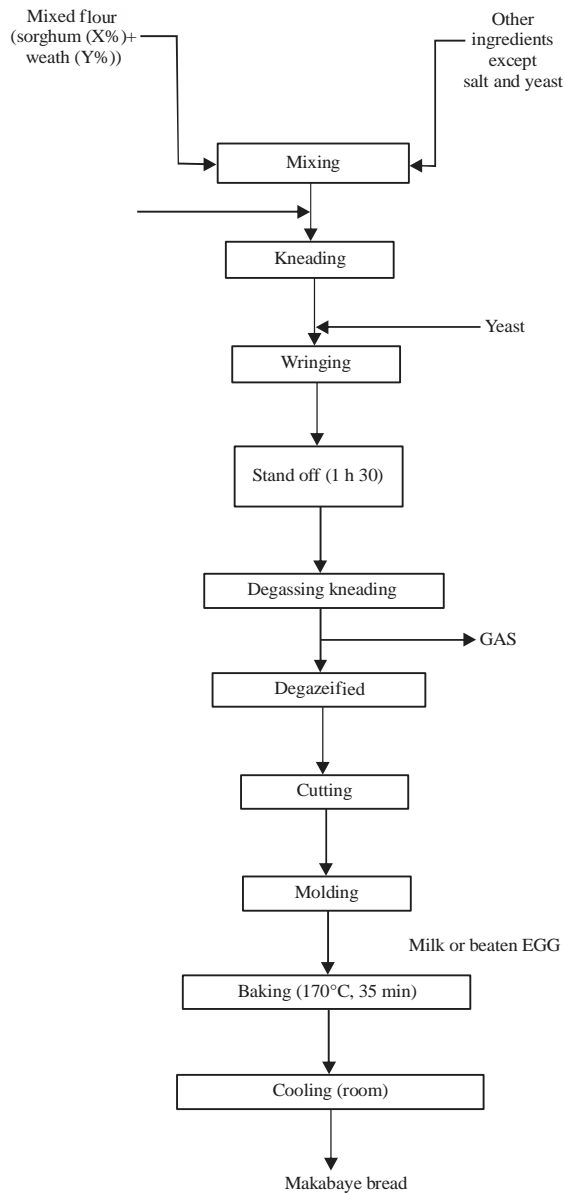 Mixed flour
(sorghum (X%)+
weath (Y%))
Other
ingredients
except
salt and yeast
Mixing
Kneading
Yeast
Wringing
Stand off (1 h 30)
Degassing kneading
GAS
Degazeified
Cutting
Molding
Milk or beaten EGG
Baking (170°C, 35 min)
Cooling (room)
Makabaye bread